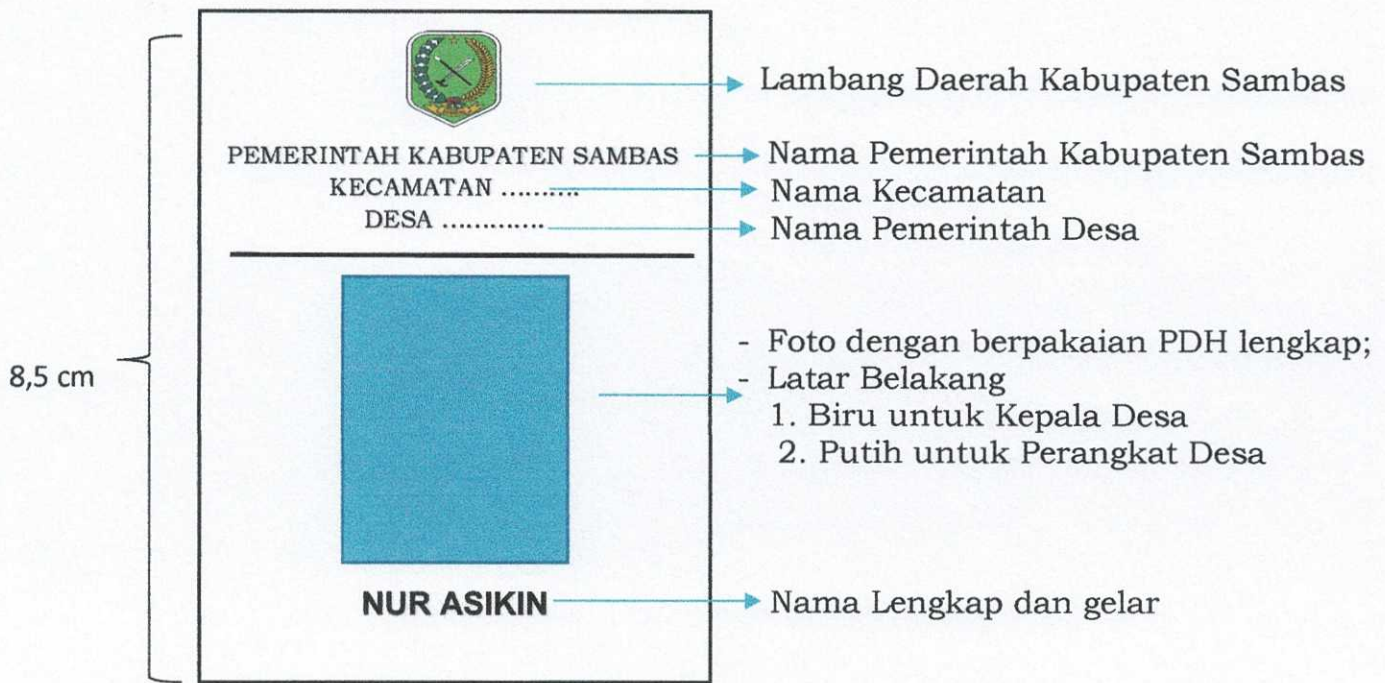 Lambang Daerah Kabupaten Sambas
PEMERINTAH KABUPATEN SAMBAS
Nama Pemerintah Kabupaten Sambas
KECAMATAN ..........
Nama Kecamatan
DESA .............
Nama Pemerintah Desa
8,5 cm
- Foto dengan berpakaian PDH lengkap;
- Latar Belakang
1. Biru untuk Kepala Desa
2. Putih untuk Perangkat Desa
NUR ASIKIN
Nama Lengkap dan gelar